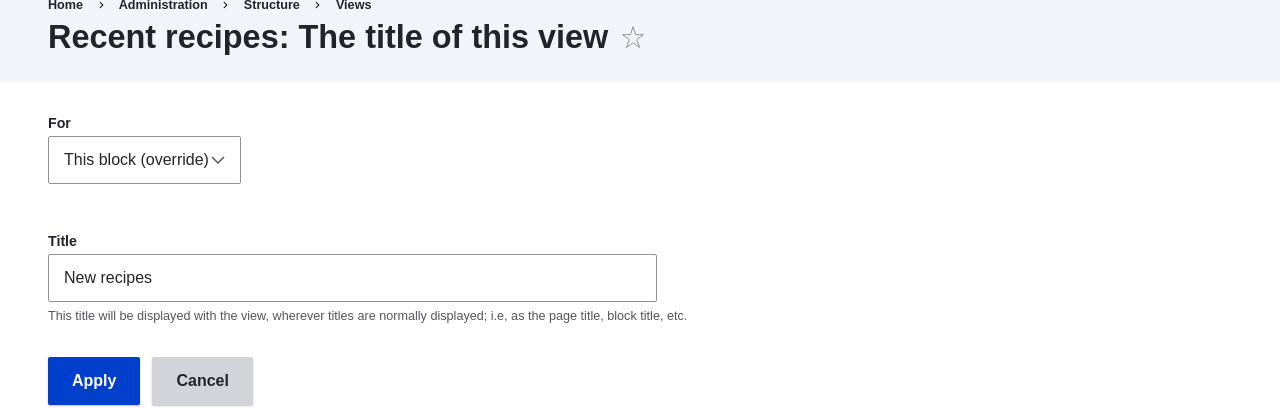 Home > Administration > Structure > Views
Recent recipes: The title of this view ☆
For
This block (override)
Title
New recipes
This title will be displayed with the view, wherever titles are normally displayed; i.e, as the page title, block title, etc.
Apply Cancel